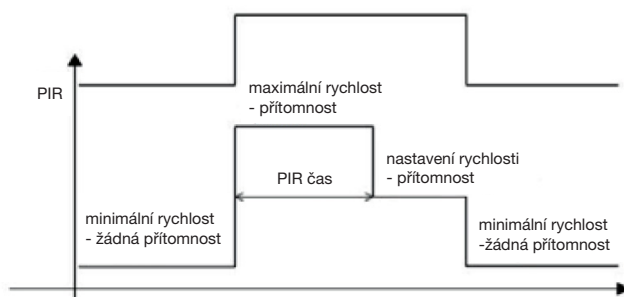 PIR
maximální rychlost
- přítomnost
nastavení rychlosti
- přítomnost
PIR čas
minimální rychlost
- žádná přítomnost
minimální rychlost
-žádná přítomnost